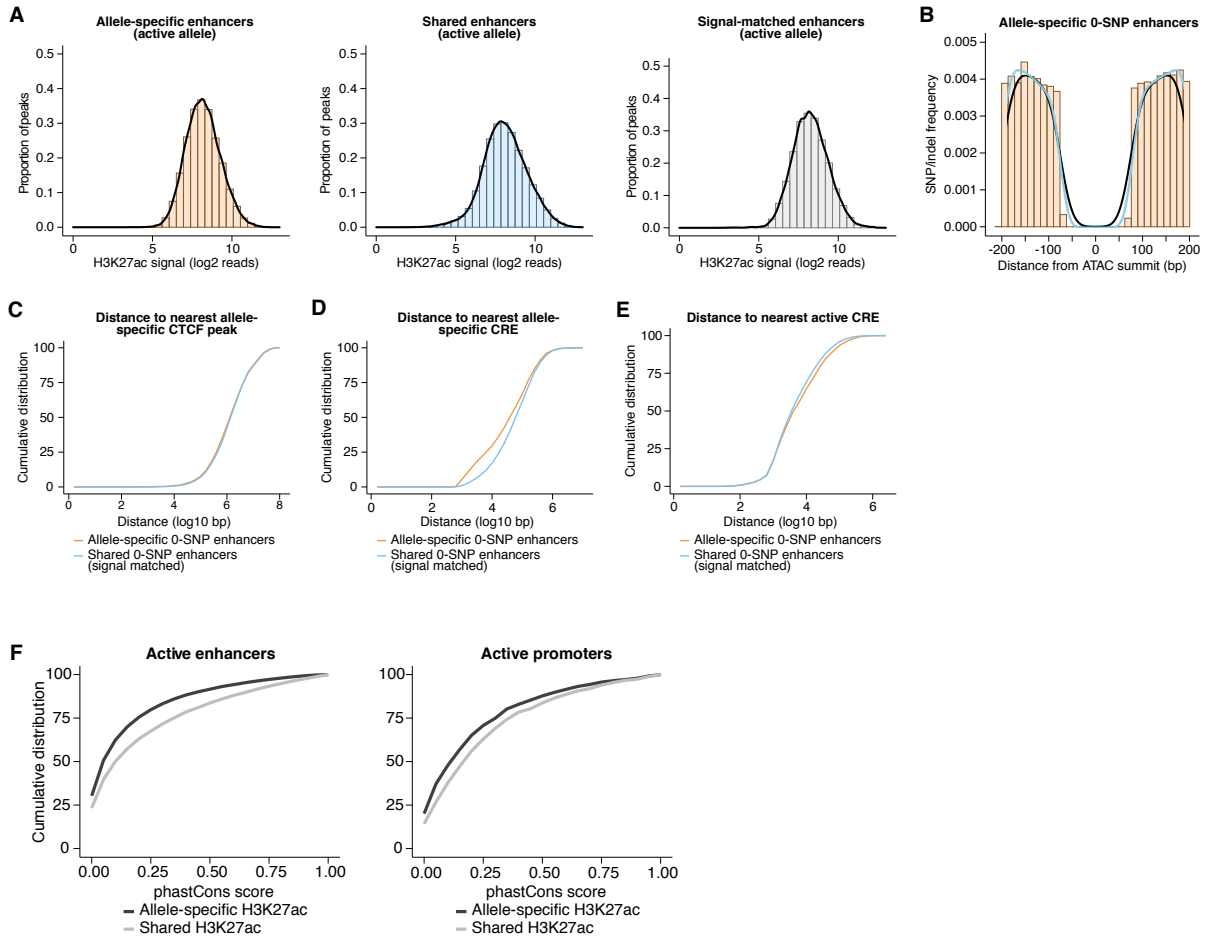 A
Allele-specific enhancers
(active allele)
Proportion of peaks
0.5
0.4
0.3
0.2
0.1
0.0
0
5
10
H3K27ac signal (log2 reads)
Shared enhancers
(active allele)
Proportion of peaks
0.5
0.4
0.3
0.2
0.1
0.0
0
5
10
H3K27ac signal (log2 reads)
Signal-matched enhancers
(active allele)
Proportion of peaks
0.5
0.4
0.3
0.2
0.1
0.0
0
5
10
H3K27ac signal (log2 reads)
B
Allele-specific 0-SNP enhancers
SNP/indel frequency
0.005
0.004
0.003
0.002
0.001
0.000
-200
-100
0
100
200
Distance from ATAC summit (bp)
C
Distance to nearest allele-
specific CTCF peak
Cumulative distribution
100
75
50
25
0
0
2
4
6
8
Distance (log10 bp)
Allele-specific 0-SNP enhancers
Shared 0-SNP enhancers
(signal matched)
D
Distance to nearest allele-
specific CRE
Cumulative distribution
100
75
50
25
0
0
2
4
6
Distance (log10 bp)
Allele-specific 0-SNP enhancers
Shared 0-SNP enhancers
(signal matched)
E
Distance to nearest active CRE
Cumulative distribution
100
75
50
25
0
0
2
4
6
Distance (log10 bp)
Allele-specific 0-SNP enhancers
Shared 0-SNP enhancers
(signal matched)
F
Active enhancers
Cumulative distribution
100
75
50
25
0
0.00
0.25
0.50
0.75
1.00
phastCons score
Allele-specific H3K27ac
Shared H3K27ac
Active promoters
100
75
50
25
0
0.00
0.25
0.50
0.75
1.00
phastCons score
Allele-specific H3K27ac
Shared H3K27ac